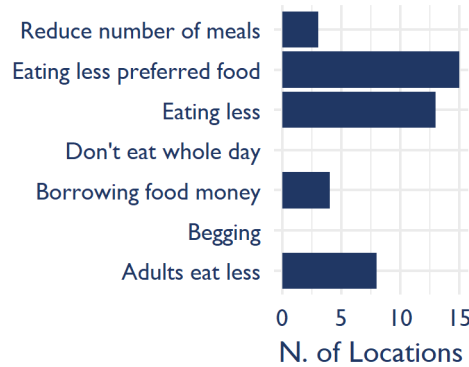 Reduce number of meals
Eating less preferred food
Eating less
Don't eat whole day
Borrowing food money
Begging
Adults eat less
0 5 10 15
N. of Locations